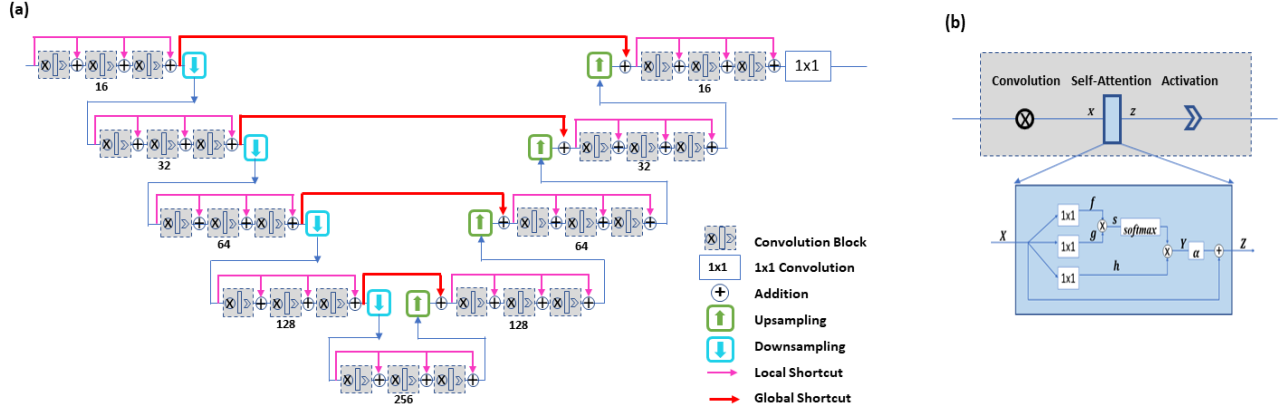 (a)
(b)
16
16
1x1
32
32
64
64
128
128
256
Convolution Block
1x1
1x1 Convolution
Addition
Upsampling
Downsampling
Local Shortcut
Global Shortcut
Convolution Self-Attention Activation
X
Z
f
1x1
s
softmax
g
1x1
X
Y
α
Z
h
1x1